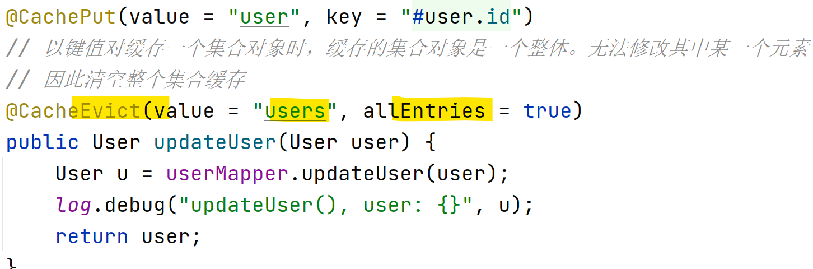 @CachePut(value = "user", key = "#user.id")
// 以键值对缓存一个集合对象时，缓存的集合对象是一个整体。无法修改其中某一个元素
// 因此清空整个集合缓存
@CacheEvict(value = "users", allEntries = true)
public User updateUser(User user) {
    User u = userMapper.updateUser(user);
    log.debug("updateUser(), user: {}", u);
    return user;
}